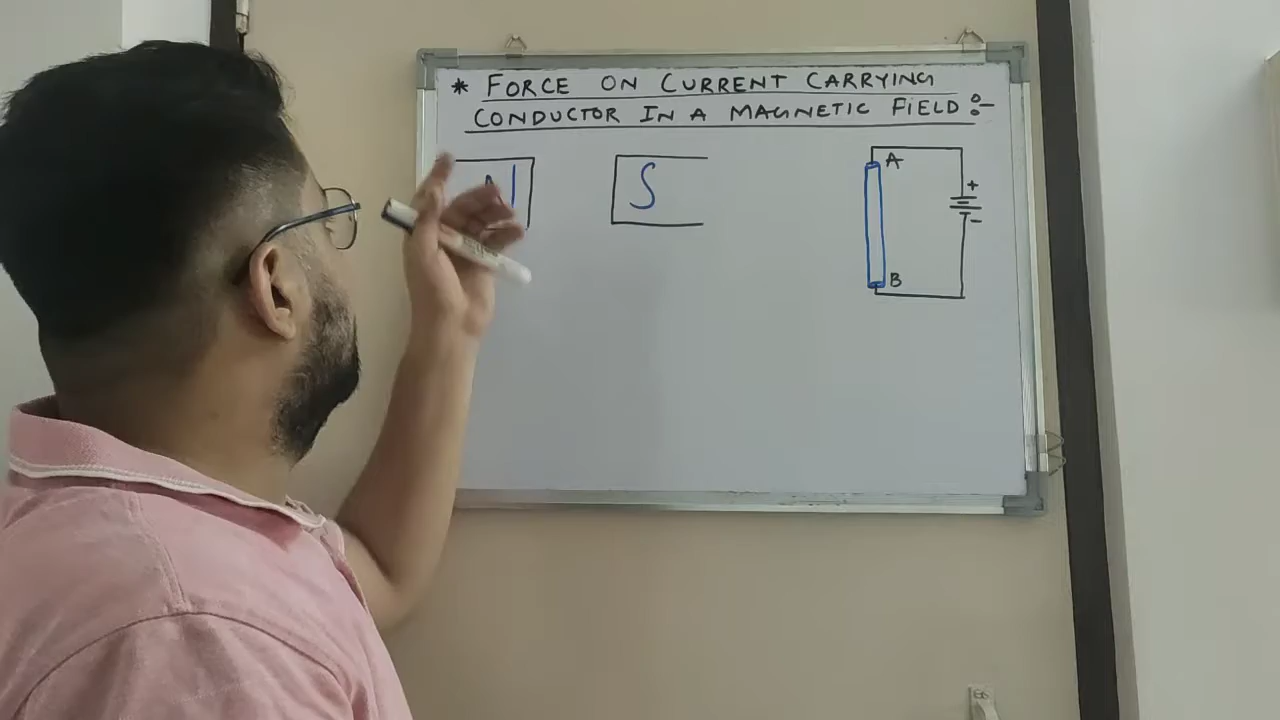 * FORCE ON CURRENT CARRYING
CONDUCTOR IN A MAGNETIC FIELD :-
N
S
A
+
-
B